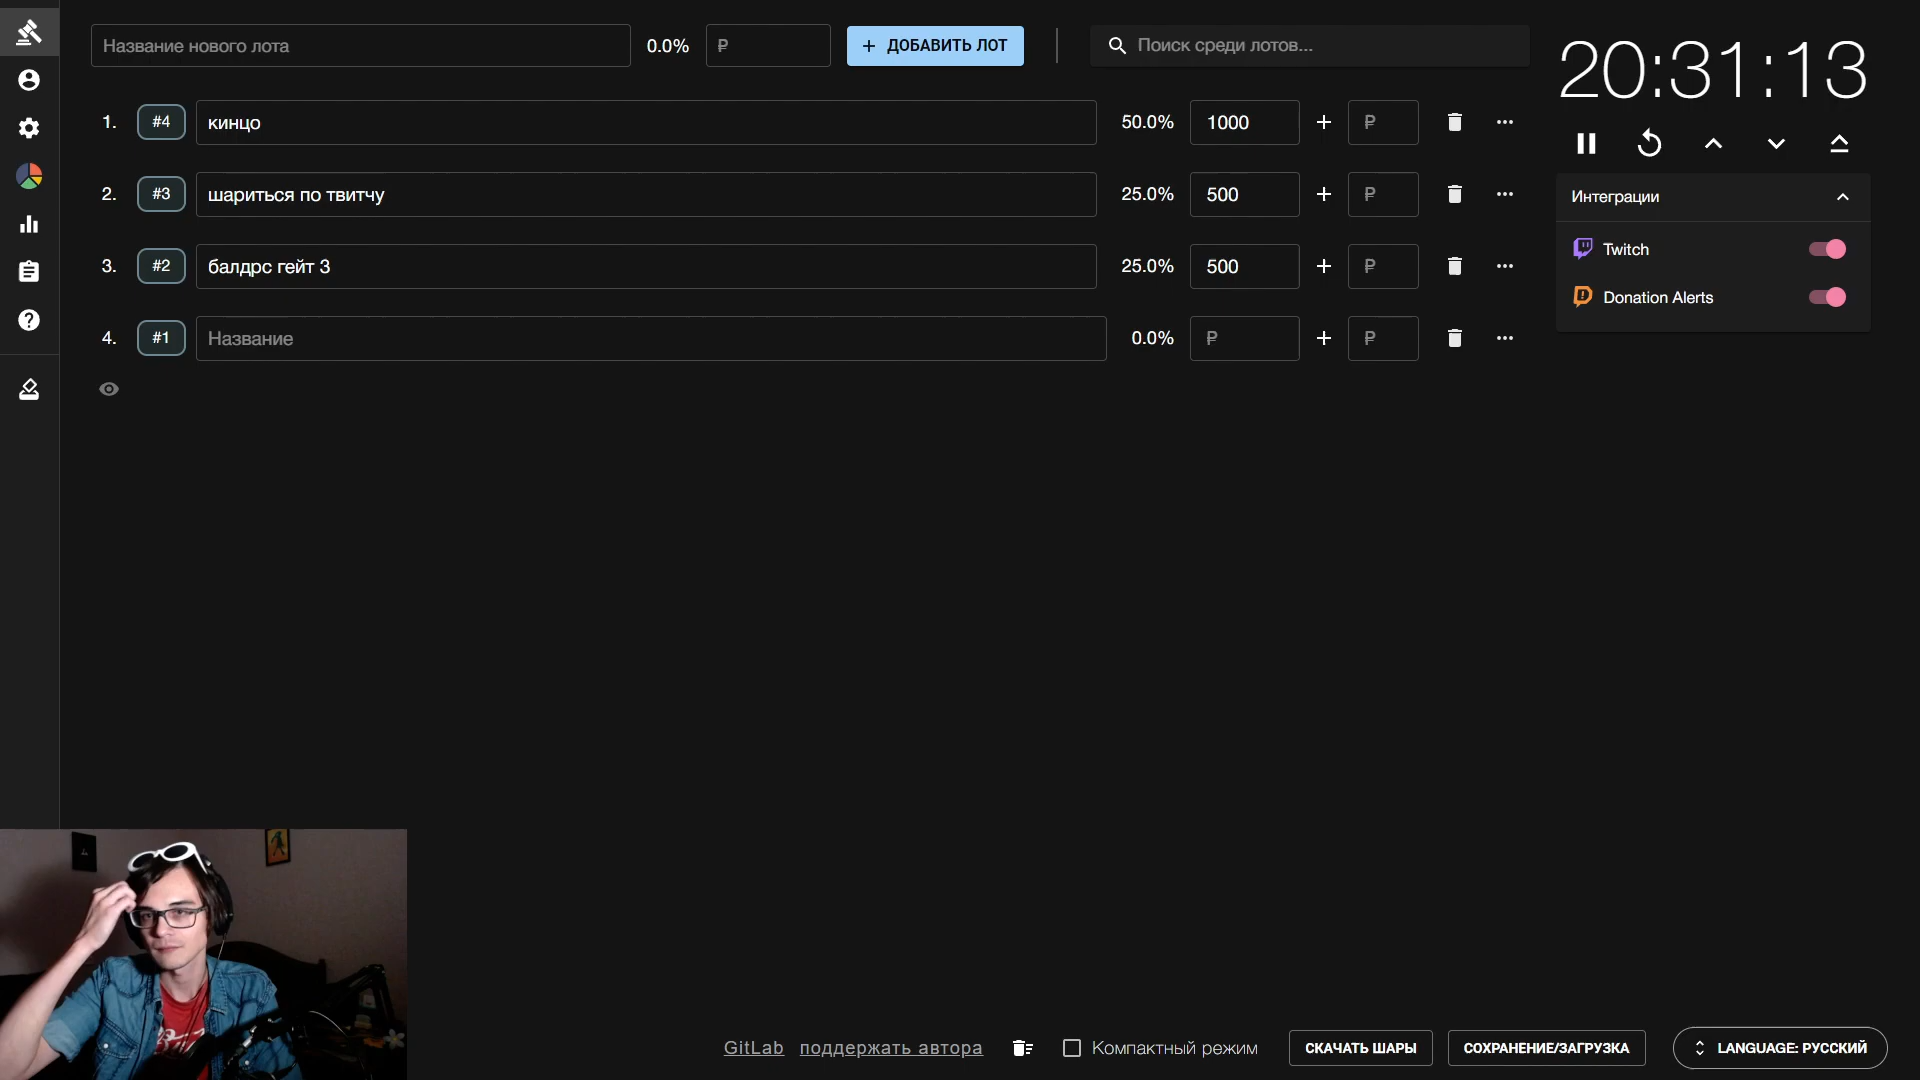 Название нового лота 0.0% ₽ + ДОБАВИТЬ ЛОТ Поиск среди лотов...
20:31:13
1. #4 кинцо 50.0% 1000 + ₽
2. #3 шариться по твитчу 25.0% 500 + ₽
3. #2 балдрс гейт 3 25.0% 500 + ₽
4. #1 Название 0.0% ₽ + ₽
Интеграции
Twitch
Donation Alerts
GitLab поддержать автора Компактный режим СКАЧАТЬ ШАРЫ СОХРАНЕНИЕ/ЗАГРУЗКА LANGUAGE: РУССКИЙ